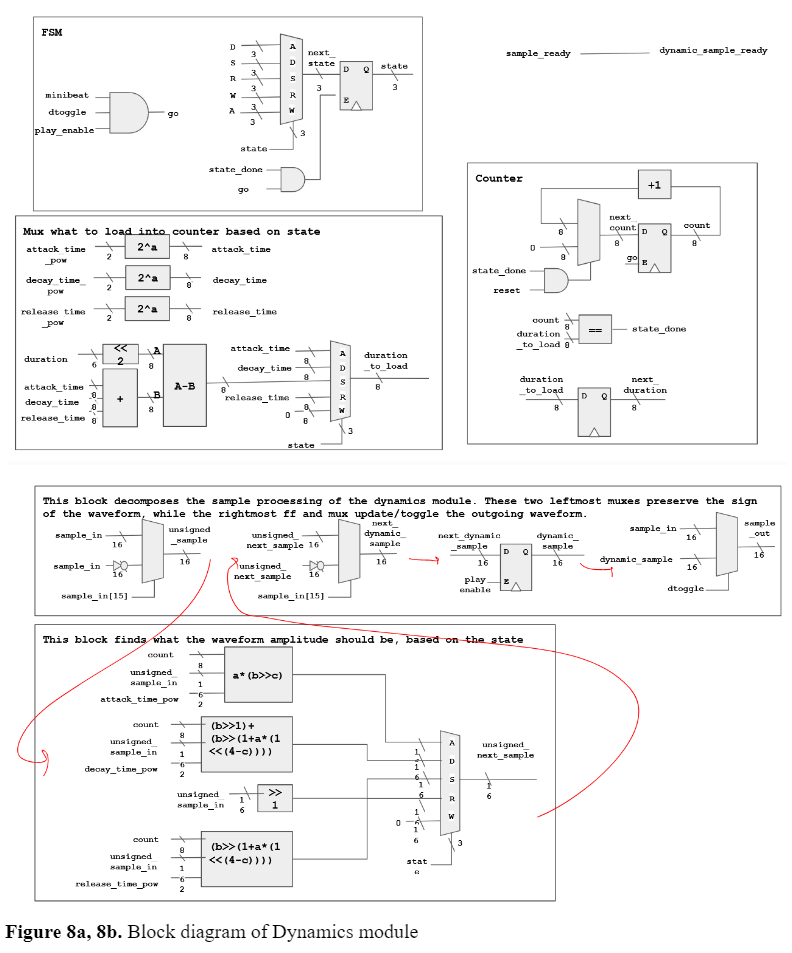 FSM
D
3
S
3
R
3
W
3
A
3
A
D
S
R
W
next_
state
3
D Q
E
state
3
state
3
minibeat
dtoggle
play_enable
go
state_done
go
sample_ready
dynamic_sample_ready
Mux what to load into counter based on state
attack_time
_pow
2
2^a
8
attack_time
decay_time_
pow
2
2^a
8
decay_time
release time
_pow
2
2^a
8
release_time
duration
6
<<
2
A
8
attack_time
8
decay_time
8
release_time
8
+
B
8
A-B
8
attack_time
8
decay_time
8
release_time
8
0
8
A
D
S
R
W
duration
_to_load
8
state
3
Counter
+1
8
0
8
next_
count
8
D Q
go
E
count
8
state_done
reset
count
8
duration
_to_load
8
==
state_done
duration
_to_load
8
D Q
next_
duration
8
This block decomposes the sample processing of the dynamics module. These two leftmost muxes preserve the sign
of the waveform, while the rightmost ff and mux update/toggle the outgoing waveform.
sample_in
16
sample_in
16
sample_in[15]
unsigned
_sample
16
unsigned_
next_sample
16
unsigned_
next_sample
16
sample_in[15]
next_
dynamic_
sample
16
next_dynamic
_sample
16
D Q
play_
enable
E
dynamic_
sample
16
sample_in
16
dynamic_sample
16
dtoggle
sample
_out
16
This block finds what the waveform amplitude should be, based on the state
count
8
unsigned_
sample_in
1
6
attack_time_pow
2
a*(b>>c)
count
8
unsigned_
sample_in
1
6
decay_time_pow
2
(b>>1)+
(b>>(1+a*(1
<<(4-c))))
unsigned_
sample_in
1
6
>>
1
count
8
unsigned_
sample_in
1
6
release_time_pow
2
(b>>(1+a*(1
<<(4-c))))
1
6
1
6
1
6
1
6
0
1
6
A
D
S
R
W
unsigned_
next_sample
1
6
stat
e
3
Figure 8a, 8b. Block diagram of Dynamics module